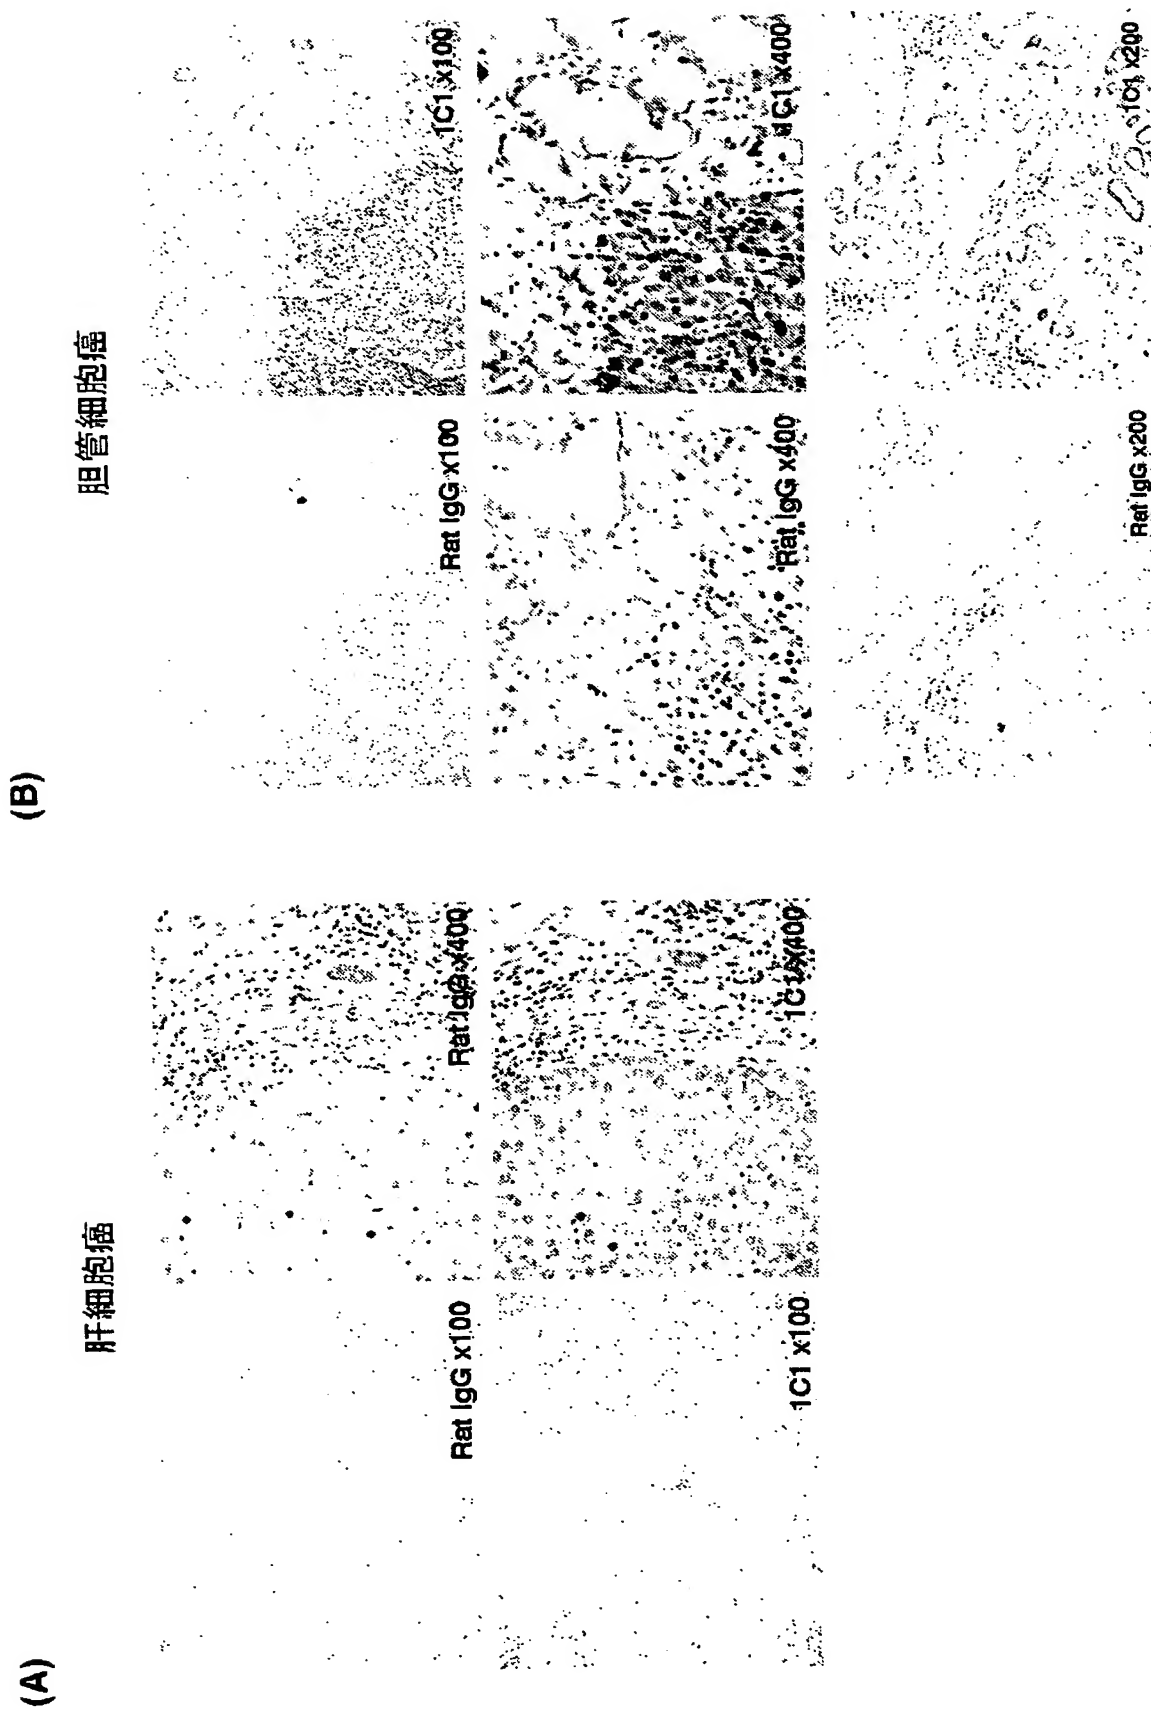 (A)
肝細胞癌
Rat IgG x100
Rat IgG x400
1C1 x100
1C1 x400
(B)
胆管細胞癌
Rat IgG x100
1C1 x100
Rat IgG x400
1C1 x400
Rat IgG x200
1C1 x200